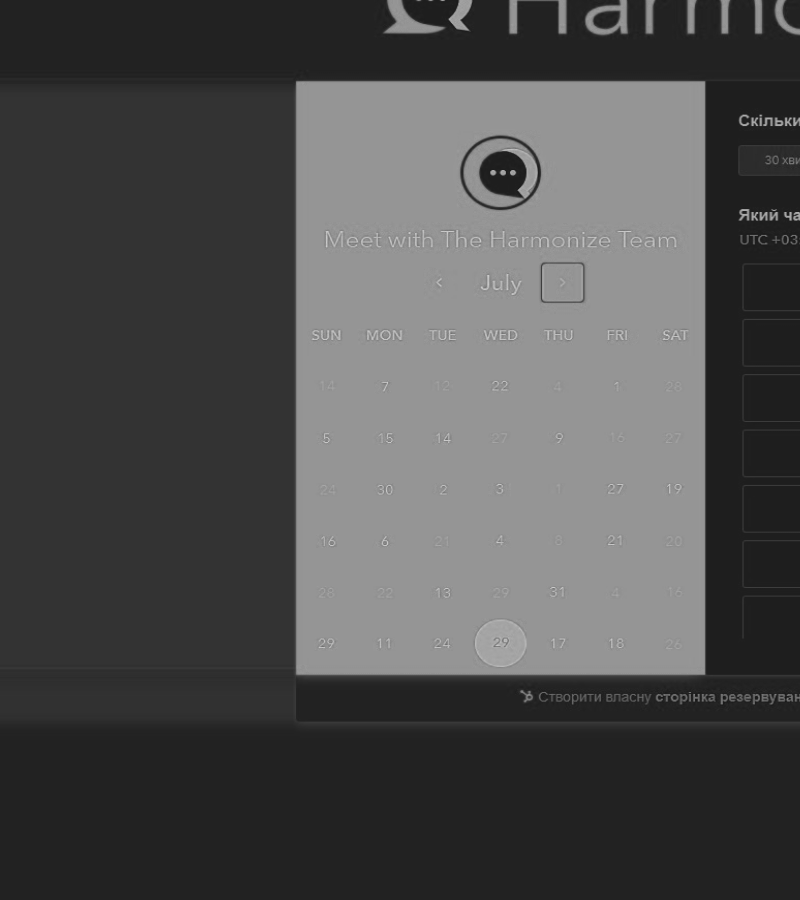 Harmo
Meet with The Harmonize Team
< July >
SUN MON TUE WED THU FRI SAT
14 7 12 22 4 1 28
5 15 14 27 9 16 27
24 30 2 3 1 27 19
16 6 21 4 8 21 20
28 22 13 29 31 4 16
29 11 24 29 17 18 26
Скільки
30 хви
Який ча
UTC +03
Створити власну сторінка резервуван